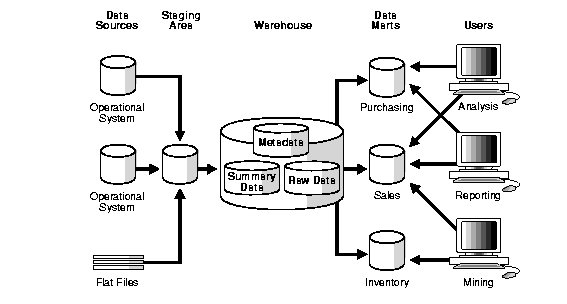 Data
Sources
Staging
Area
Warehouse
Data
Marts
Users
Operational
System
Purchasing
Analysis
Metadata
Summary
Data
Raw Data
Operational
System
Sales
Reporting
Flat Files
Inventory
Mining